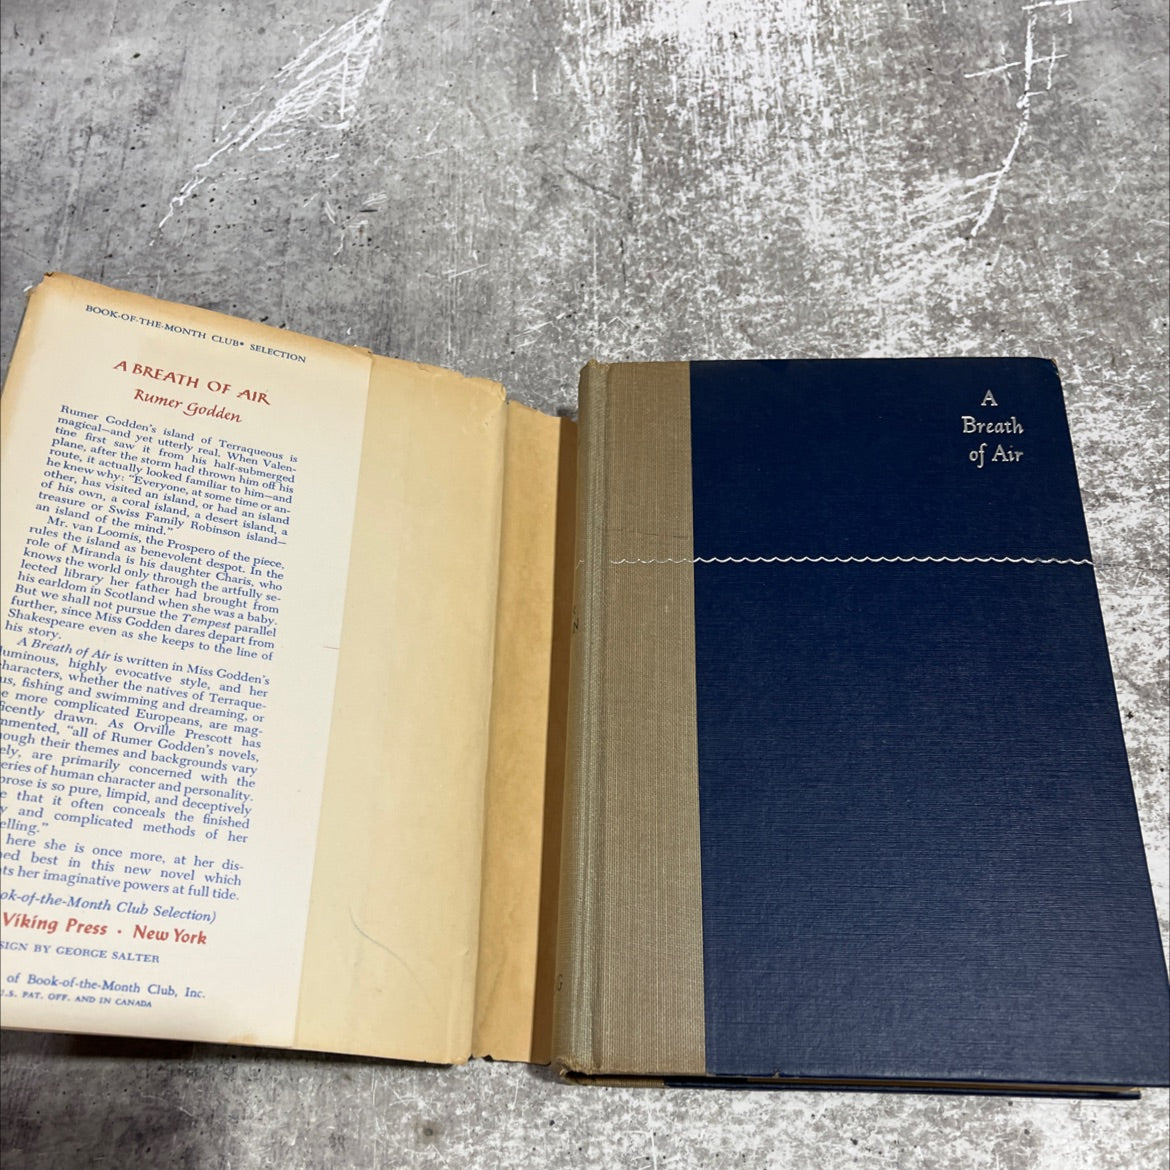 BOOK-OF-THE-MONTH CLUB® SELECTION
A BREATH OF AIR
Rumer Godden
Rumer Godden's island of Terraqueous is
magical—and yet utterly real. When Valen-
tine first saw it from his half-submerged
plane, after the storm had thrown him off his
route, it actually looked familiar to him—and
he knew why: "Everyone, at some time or an-
other, has visited an island, or had an island
of his own, a coral island, a desert island, a
treasure or Swiss Family Robinson island—
an island of the mind."
Mr. van Loomis, the Prospero of the piece,
rules the island as benevolent despot. In the
role of Miranda is his daughter Charis, who
knows the world only through the artfully se-
lected library her father had brought from
his earldom in Scotland when she was a baby.
But we shall not pursue the Tempest parallel
further, since Miss Godden dares depart from
Shakespeare even as she keeps to the line of
his story.
A Breath of Air is written in Miss Godden's
luminous, highly evocative style, and her
characters, whether the natives of Terraque-
us, fishing and swimming and dreaming, or
e more complicated Europeans, are mag-
ficently drawn. As Orville Prescott has
mmented, "all of Rumer Godden's novels,
ough their themes and backgrounds vary
ely, are primarily concerned with the
eries of human character and personality.
prose is so pure, limpid, and deceptively
e that it often conceals the finished
y and complicated methods of her
elling."
here she is once more, at her dis-
ed best in this new novel which
ts her imaginative powers at full tide.
ok-of-the-Month Club Selection)
Viking Press · New York
SIGN BY GEORGE SALTER
of Book-of-the-Month Club, Inc.
U.S. PAT. OFF. AND IN CANADA
A
Breath
of Air
N
G